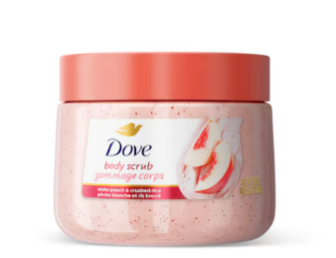 Dove
body scrub
gommage corps
white peach & crushed rice
pêche blanche et riz broyé